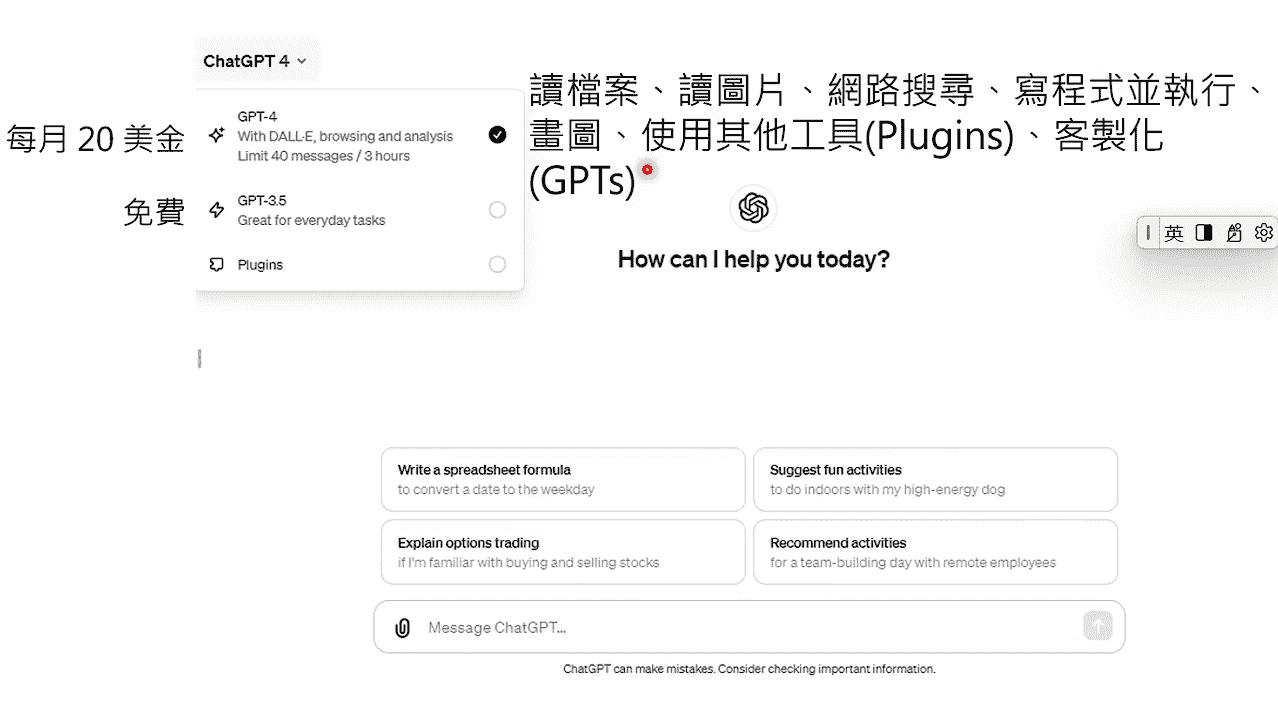 ChatGPT 4
讀檔案、讀圖片、網路搜尋、寫程式並執行、
畫圖、使用其他工具(Plugins)、客製化
(GPTs)
每月 20 美金
GPT-4
With DALL·E, browsing and analysis
Limit 40 messages / 3 hours
免費
GPT-3.5
Great for everyday tasks
Plugins
How can I help you today?
英
Write a spreadsheet formula
to convert a date to the weekday
Suggest fun activities
to do indoors with my high-energy dog
Explain options trading
if I'm familiar with buying and selling stocks
Recommend activities
for a team-building day with remote employees
Message ChatGPT...
ChatGPT can make mistakes. Consider checking important information.